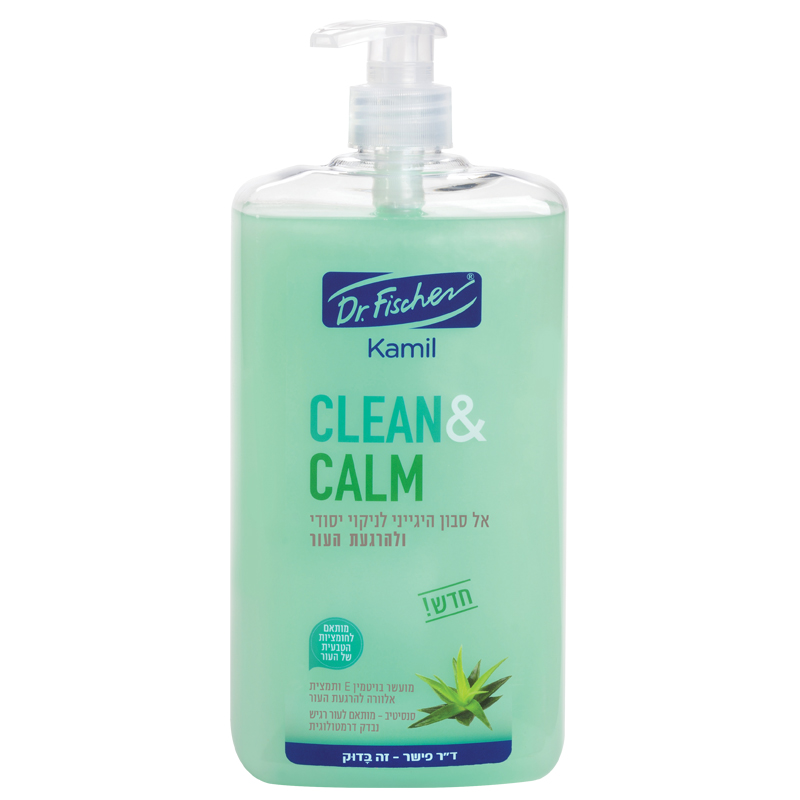 Dr. Fischer®
Kamil
CLEAN &
CALM
אל סבון היגייני לניקוי יסודי
ולהרגעת העור
חדש!
מותאם
לחומציות
הטבעית
של העור
מועשר בויטמין E ותמצית
אלוורה להרגעת העור
סנסיטיב - מותאם לעור רגיש
נבדק דרמטולוגית
ד״ר פישר - זה בָּדוּק